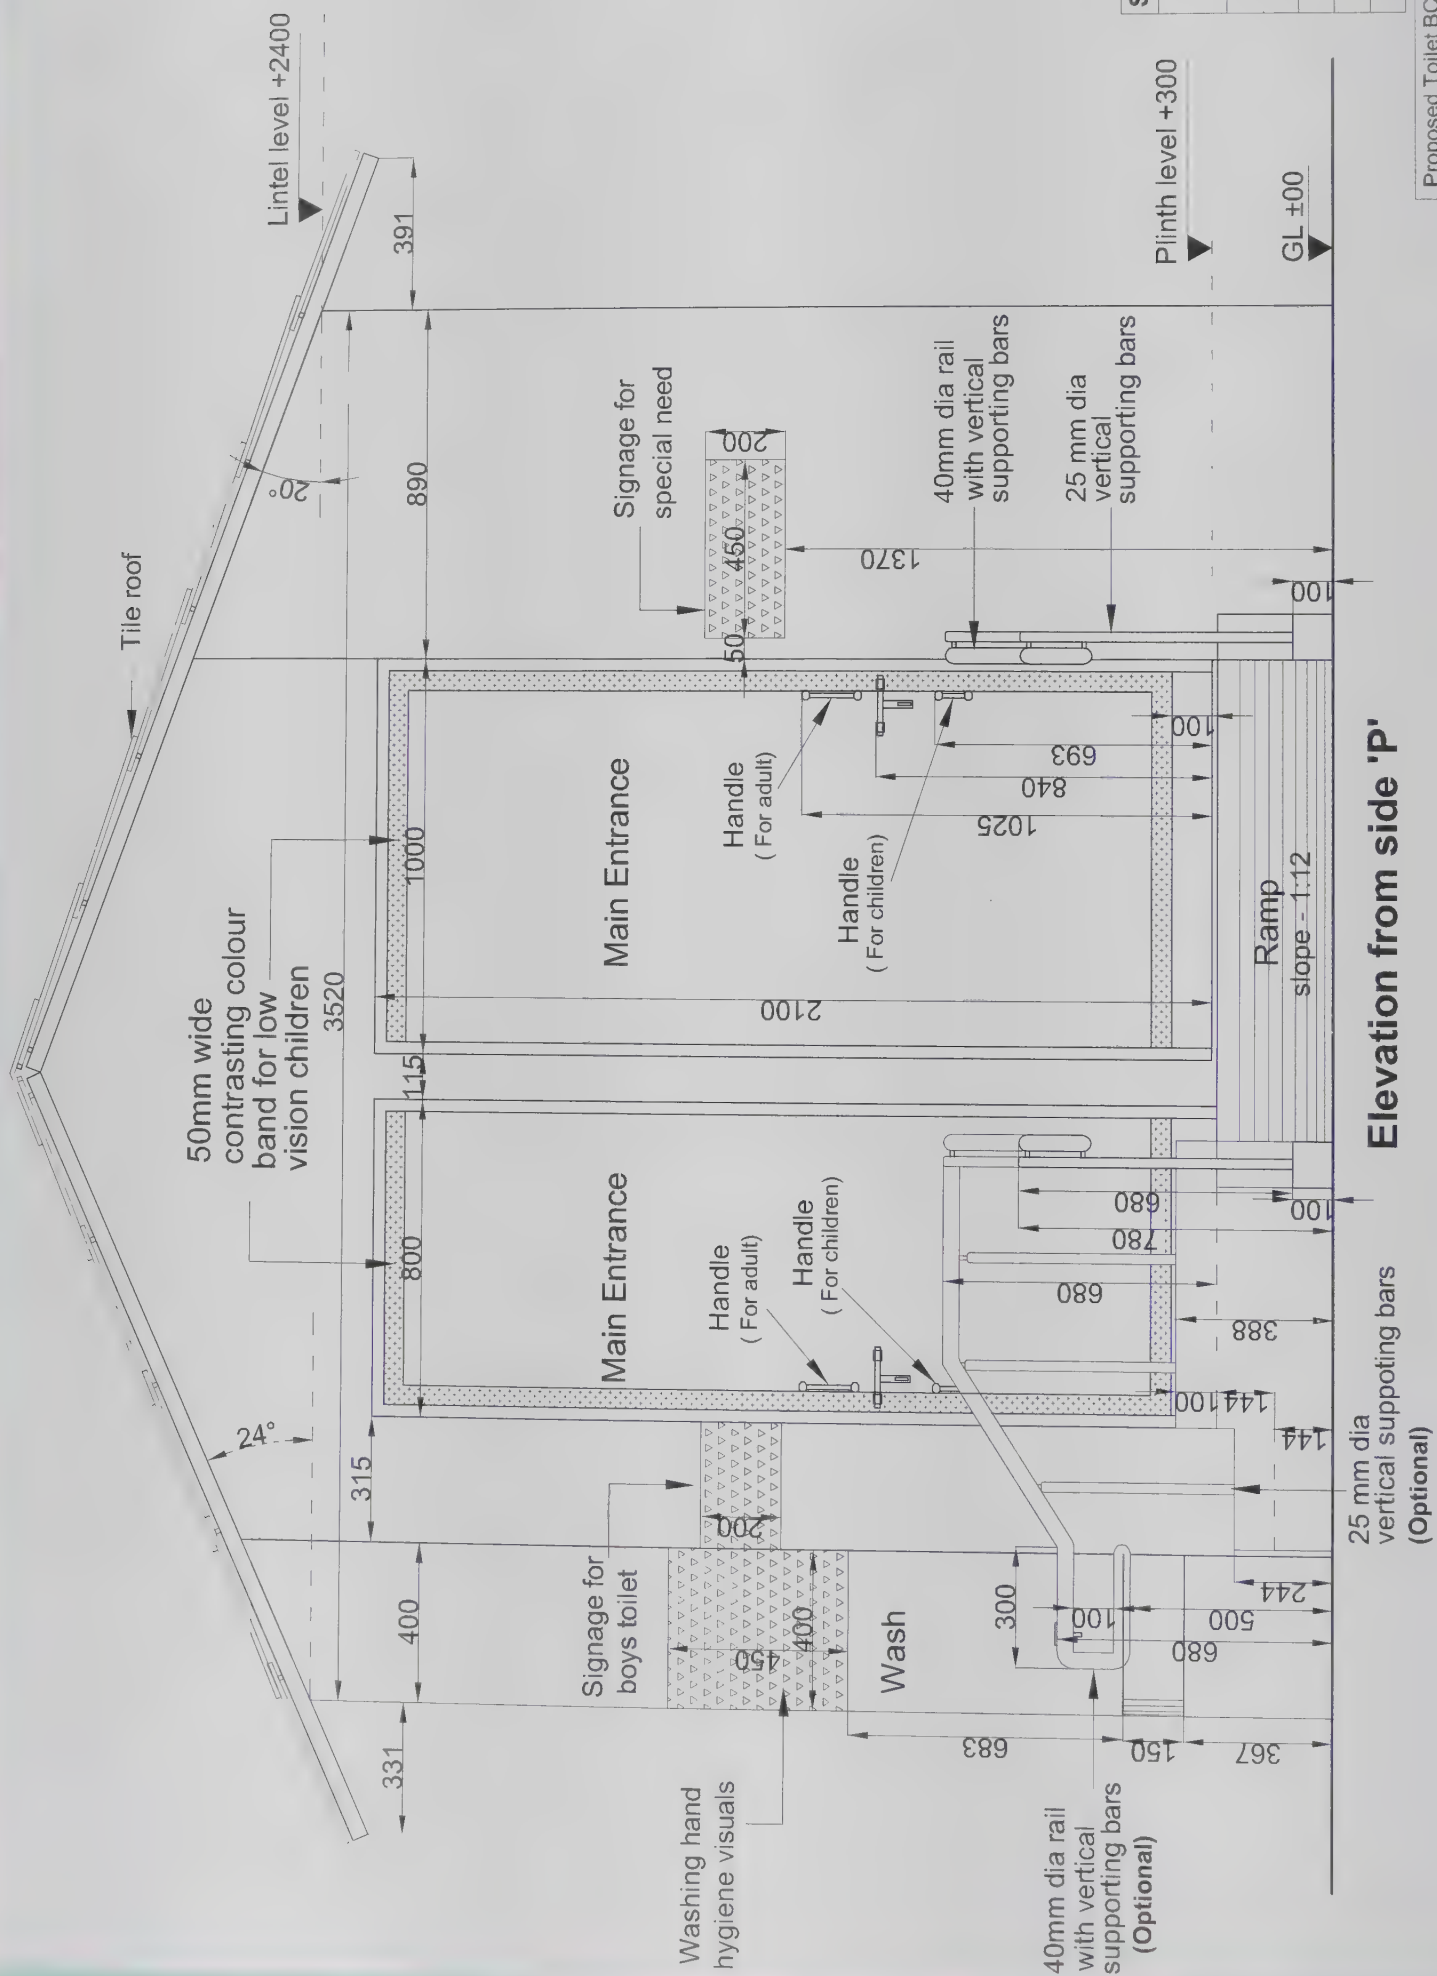 Tile roof
Lintel level +2400
50mm wide
contrasting colour
band for low
vision children
24°
20°
3520
331
400
315
800
115
1000
890
391
Washing hand
hygiene visuals
Signage for
boys toilet
450
400
200
Wash
Main Entrance
Handle
( For adult)
Handle
( For children)
Main Entrance
2100
Handle
( For adult)
Handle
( For children)
1025
840
693
100
Signage for
special need
50
450
200
1370
40mm dia rail
with vertical
supporting bars
25 mm dia
vertical
supporting bars
Plinth level +300
GL ±00
100
40mm dia rail
with vertical
supporting bars
(Optional)
683
150
367
300
100
500
680
244
144
144
100
388
680
780
680
100
25 mm dia
vertical suppoting bars
(Optional)
Ramp
slope - 1:12
Elevation from side 'P'
S